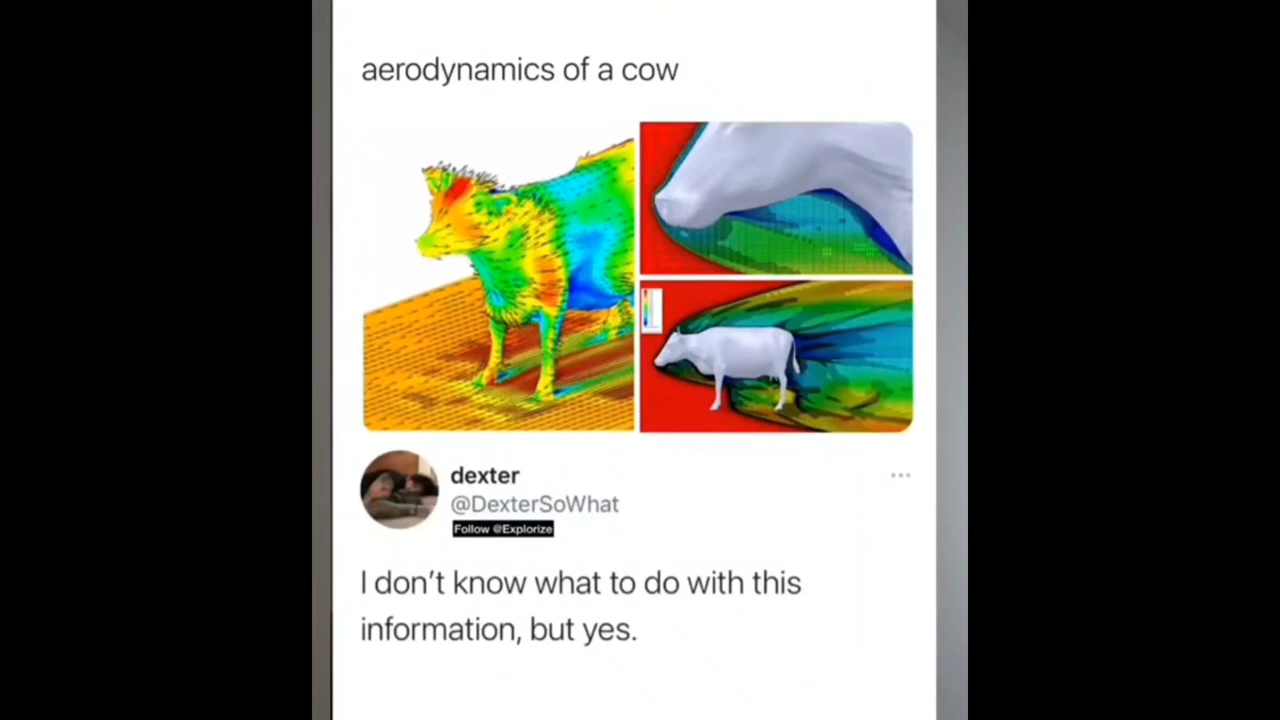 aerodynamics of a cow
dexter
@DexterSoWhat
Follow @Explorize
I don’t know what to do with this
information, but yes.